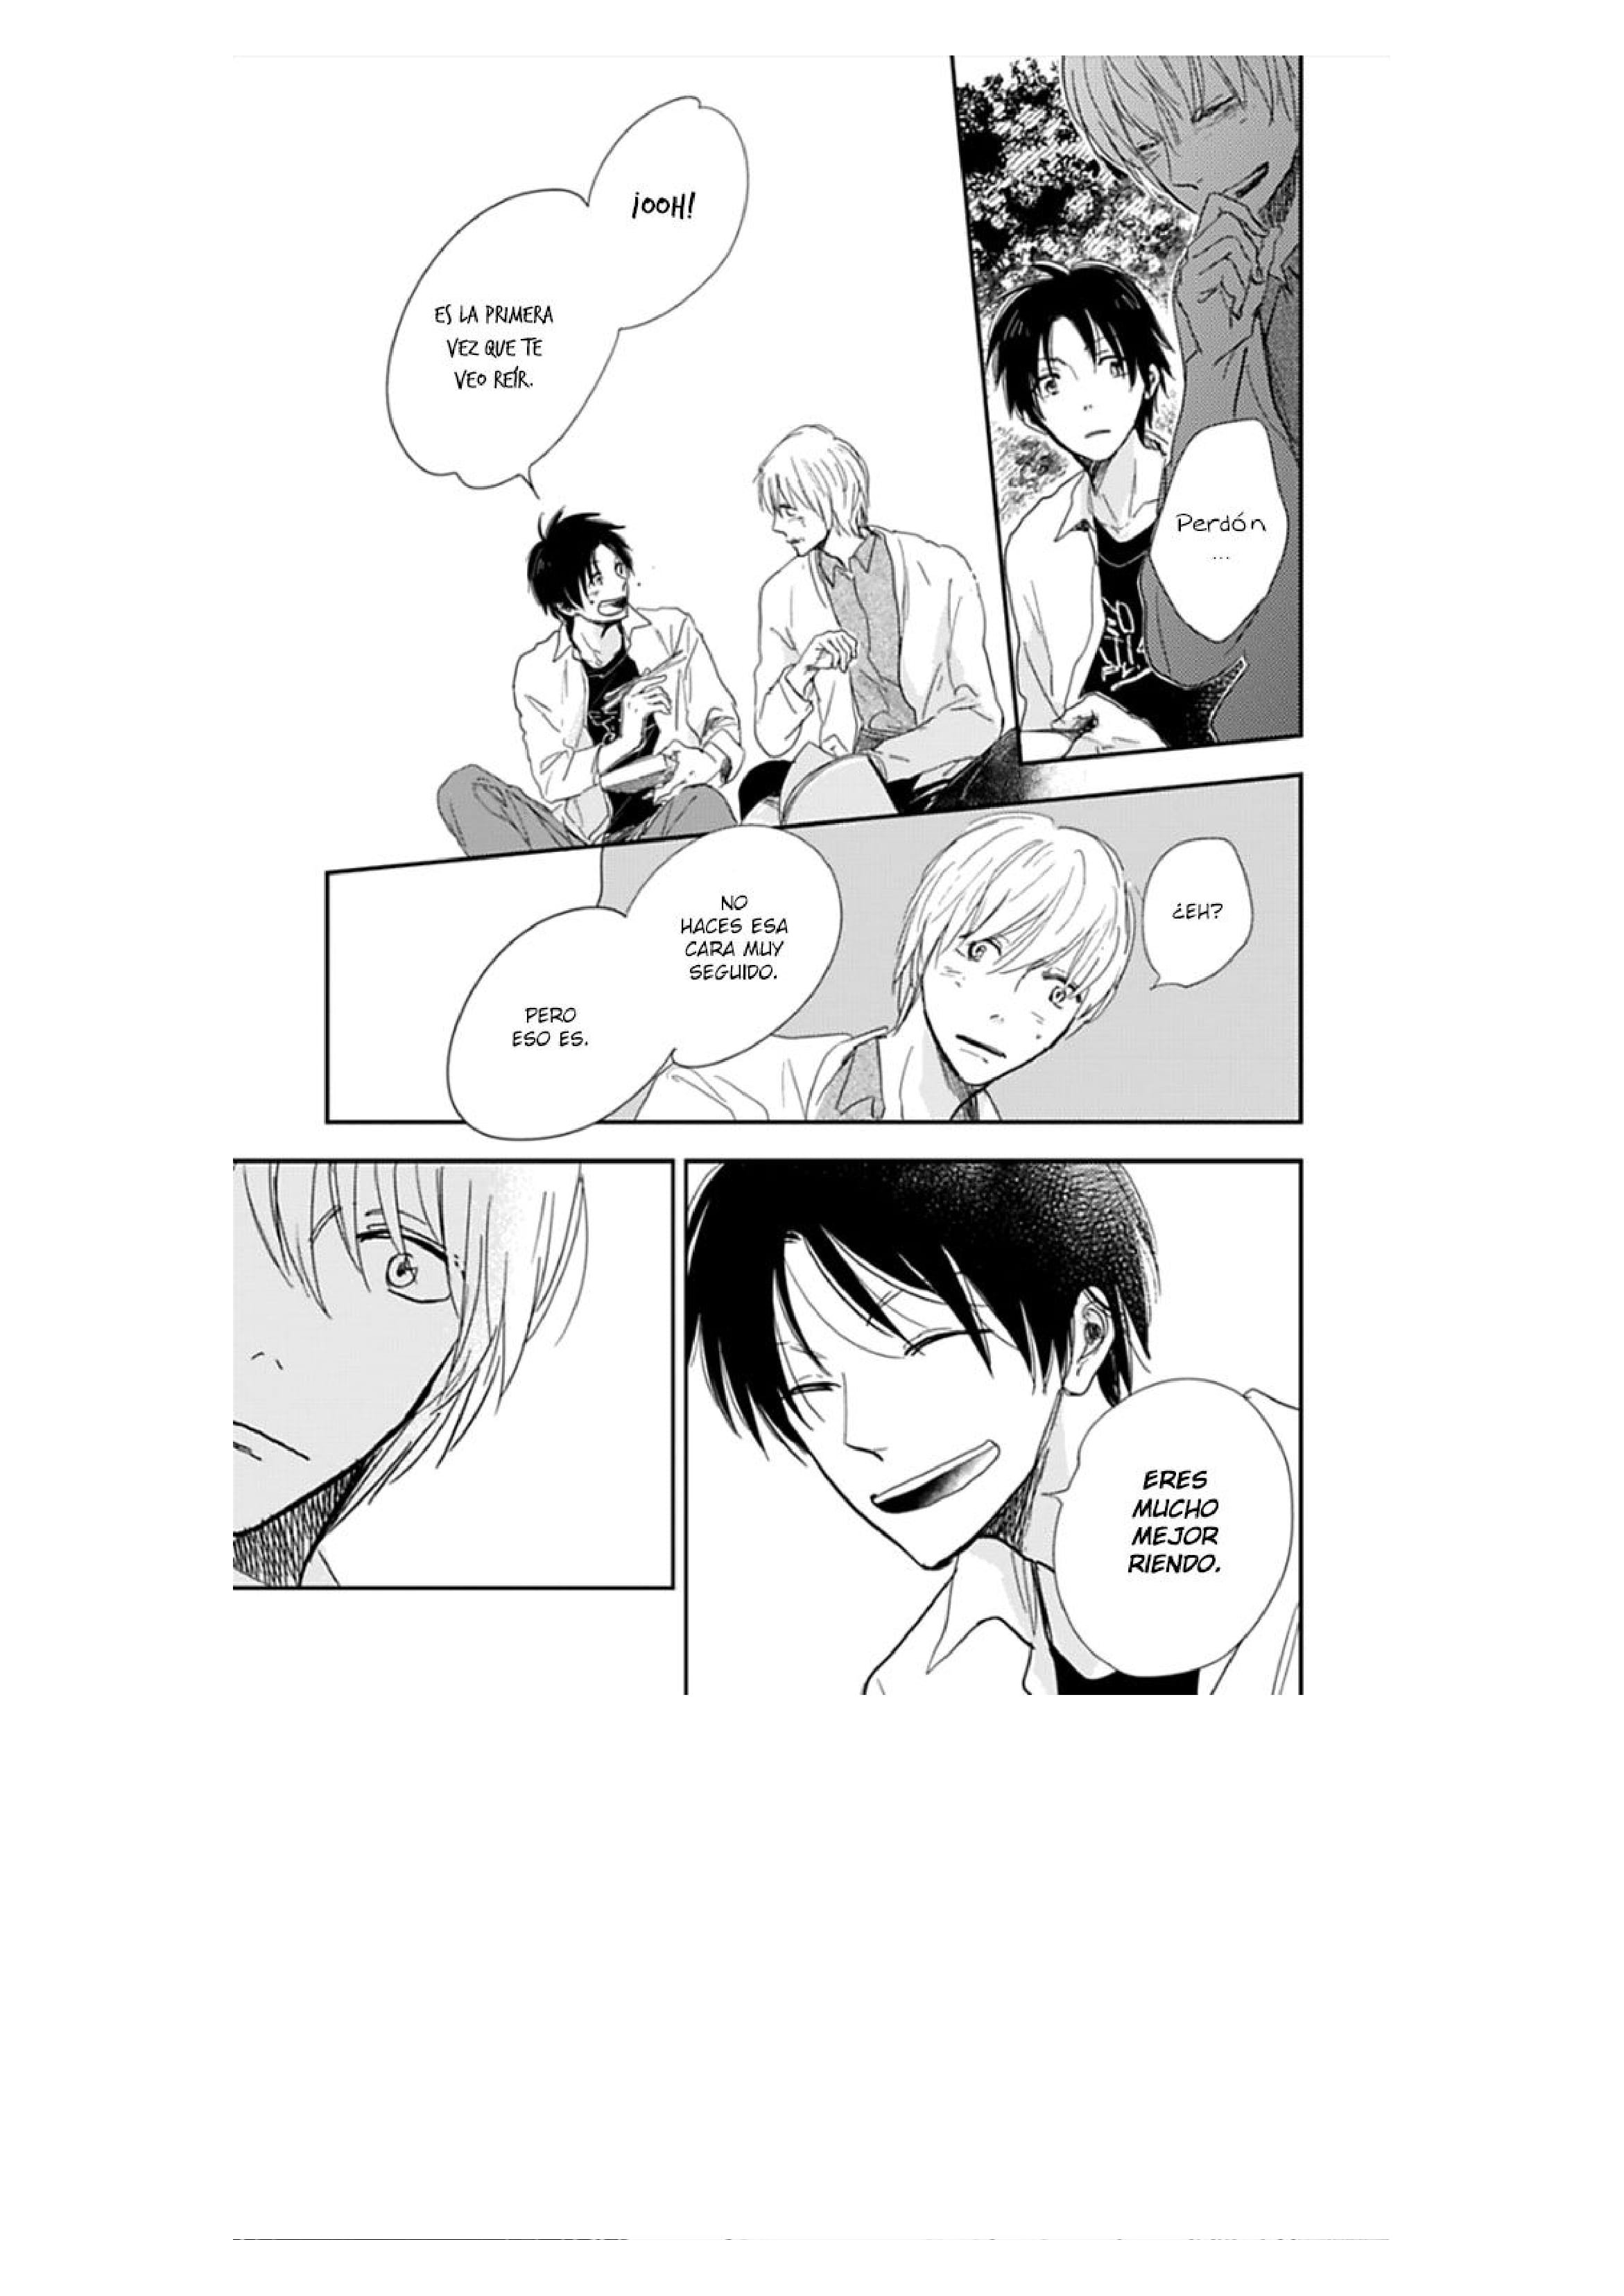 Perdón
...
¡OOH!
ES LA PRIMERA
VEZ QUE TE
VEO REÍR.
¿EH?
NO
HACES ESA
CARA MUY
SEGUIDO.
PERO
ESO ES.
ERES
MUCHO
MEJOR
RIENDO.